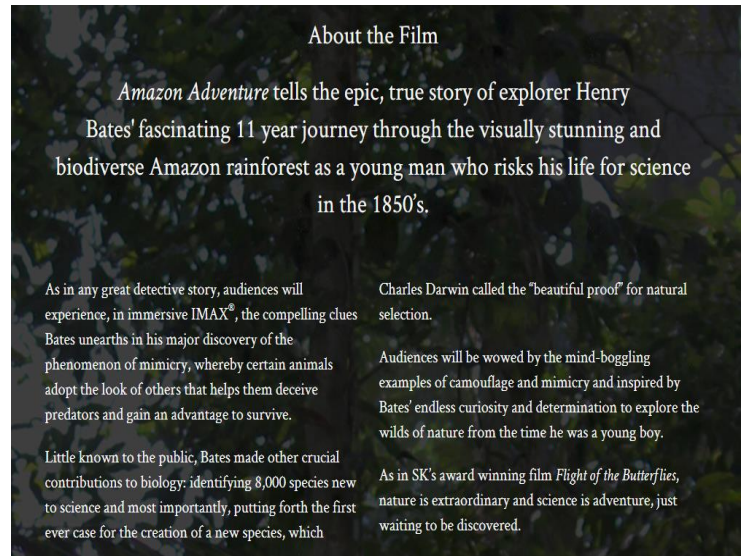 About the Film
Amazon Adventure tells the epic, true story of explorer Henry
Bates' fascinating 11 year journey through the visually stunning and
biodiverse Amazon rainforest as a young man who risks his life for science
in the 1850’s.
As in any great detective story, audiences will
experience, in immersive IMAX®, the compelling clues
Bates unearths in his major discovery of the
phenomenon of mimicry, whereby certain animals
adopt the look of others that helps them deceive
predators and gain an advantage to survive.
Little known to the public, Bates made other crucial
contributions to biology: identifying 8,000 species new
to science and most importantly, putting forth the first
ever case for the creation of a new species, which
Charles Darwin called the “beautiful proof” for natural
selection.
Audiences will be wowed by the mind-boggling
examples of camouflage and mimicry and inspired by
Bates’ endless curiosity and determination to explore the
wilds of nature from the time he was a young boy.
As in SK’s award winning film Flight of the Butterflies,
nature is extraordinary and science is adventure, just
waiting to be discovered.